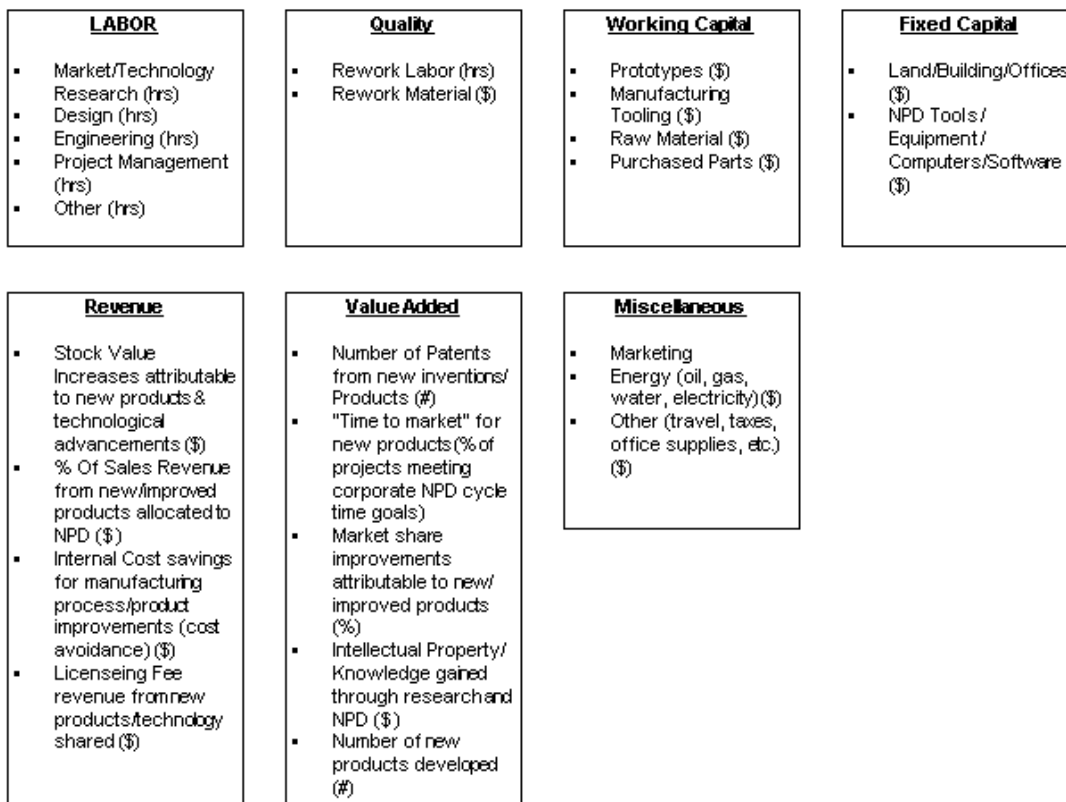 LABOR
▪ Market/Technology
Research (hrs)
▪ Design (hrs)
▪ Engineering (hrs)
▪ Project Management
(hrs)
▪ Other (hrs)
Quality
▪ Rework Labor (hrs)
▪ Rework Material ($)
Working Capital
▪ Prototypes ($)
▪ Manufacturing
Tooling ($)
▪ Raw Material ($)
▪ Purchased Parts ($)
Fixed Capital
▪ Land/Building/Offices
($)
▪ NPD Tools /
Equipment /
Computers/Software
($)
Revenue
▪ Stock Value
Increases attributable
to new products &
technological
advancements ($)
▪ % Of Sales Revenue
from new/improved
products allocated to
NPD ($)
▪ Internal Cost savings
for manufacturing
process/product
improvements (cost
avoidance) ($)
▪ Licenseing Fee
revenue from new
products/technology
shared ($)
Value Added
▪ Number of Patents
from new inventions/
Products (#)
▪ "Time to market" for
new products (% of
projects meeting
corporate NPD cycle
time goals)
▪ Market share
improvements
attributable to new/
improved products
(%)
▪ Intellectual Property/
Knowledge gained
through research and
NPD ($)
▪ Number of new
products developed
(#)
Miscellaneous
▪ Marketing
▪ Energy (oil, gas,
water, electricity) ($)
▪ Other (travel, taxes,
office supplies, etc.)
($)